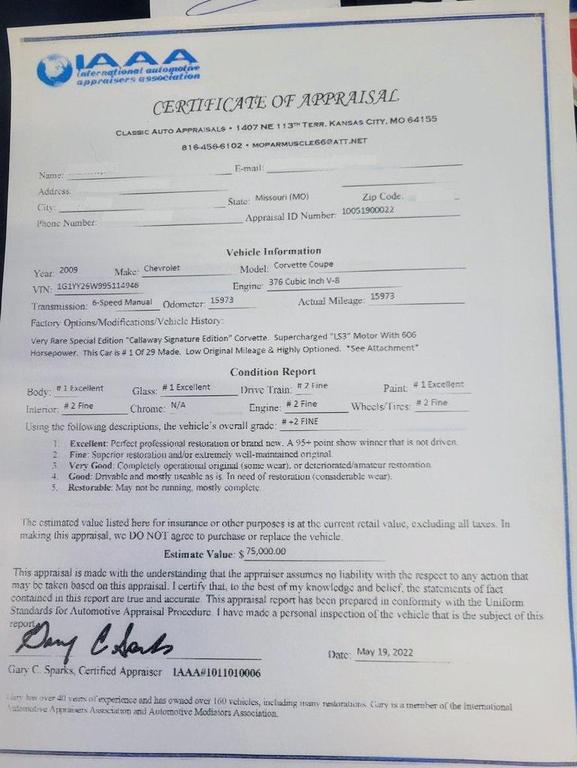 IAAA
international automotive
appraisers association
CERTIFICATE OF APPRAISAL
CLASSIC AUTO APPRAISALS • 1407 NE 113TH TERR. KANSAS CITY, MO 64155
816-456-6102 • MOPARMUSCLE66@ATT.NET
Name: E-mail:
Address:
City: State: Missouri (MO) Zip Code:
Phone Number: Appraisal ID Number: 10051900022
Vehicle Information
Year: 2009 Make: Chevrolet Model: Corvette Coupe
VIN: 1G1YY26W995114946 Engine: 376 Cubic Inch V-8
Transmission: 6-Speed Manual Odometer: 15973 Actual Mileage: 15973
Factory Options/Modifications/Vehicle History:
Very Rare Special Edition "Callaway Signature Edition" Corvette. Supercharged "LS3" Motor With 606
Horsepower. This Car is # 1 Of 29 Made. Low Original Mileage & Highly Optioned. *See Attachment"
Condition Report
Body: # 1 Excellent Glass: # 1 Excellent Drive Train: # 2 Fine Paint: # 1 Excellent
Interior: # 2 Fine Chrome: N/A Engine: # 2 Fine Wheels/Tires: # 2 Fine
Using the following descriptions, the vehicle's overall grade: # +2 FINE
1. Excellent: Perfect professional restoration or brand new. A 95+ point show winner that is not driven.
2. Fine: Superior restoration and/or extremely well-maintained original.
3. Very Good: Completely operational original (some wear), or deteriorated/amateur restoration.
4. Good: Drivable and mostly useable as is. In need of restoration (considerable wear).
5. Restorable: May not be running, mostly complete.
The estimated value listed here for insurance or other purposes is at the current retail value, excluding all taxes. In
making this appraisal, we DO NOT agree to purchase or replace the vehicle.
Estimate Value: $ 75,000.00
This appraisal is made with the understanding that the appraiser assumes no liability with the respect to any action that
may be taken based on this appraisal. I certify that, to the best of my knowledge and belief, the statements of fact
contained in this report are true and accurate. This appraisal report has been prepared in conformity with the Uniform
Standards for Automotive Appraisal Procedure. I have made a personal inspection of the vehicle that is the subject of this
report.
Gary C Sparks
Date: May 19, 2022
Gary C. Sparks, Certified Appraiser IAAA#1011010006
Gary has over 40 years of experience and has owned over 160 vehicles, including many restorations. Gary is a member of the International
Automotive Appraisers Association and Automotive Mediators Association.